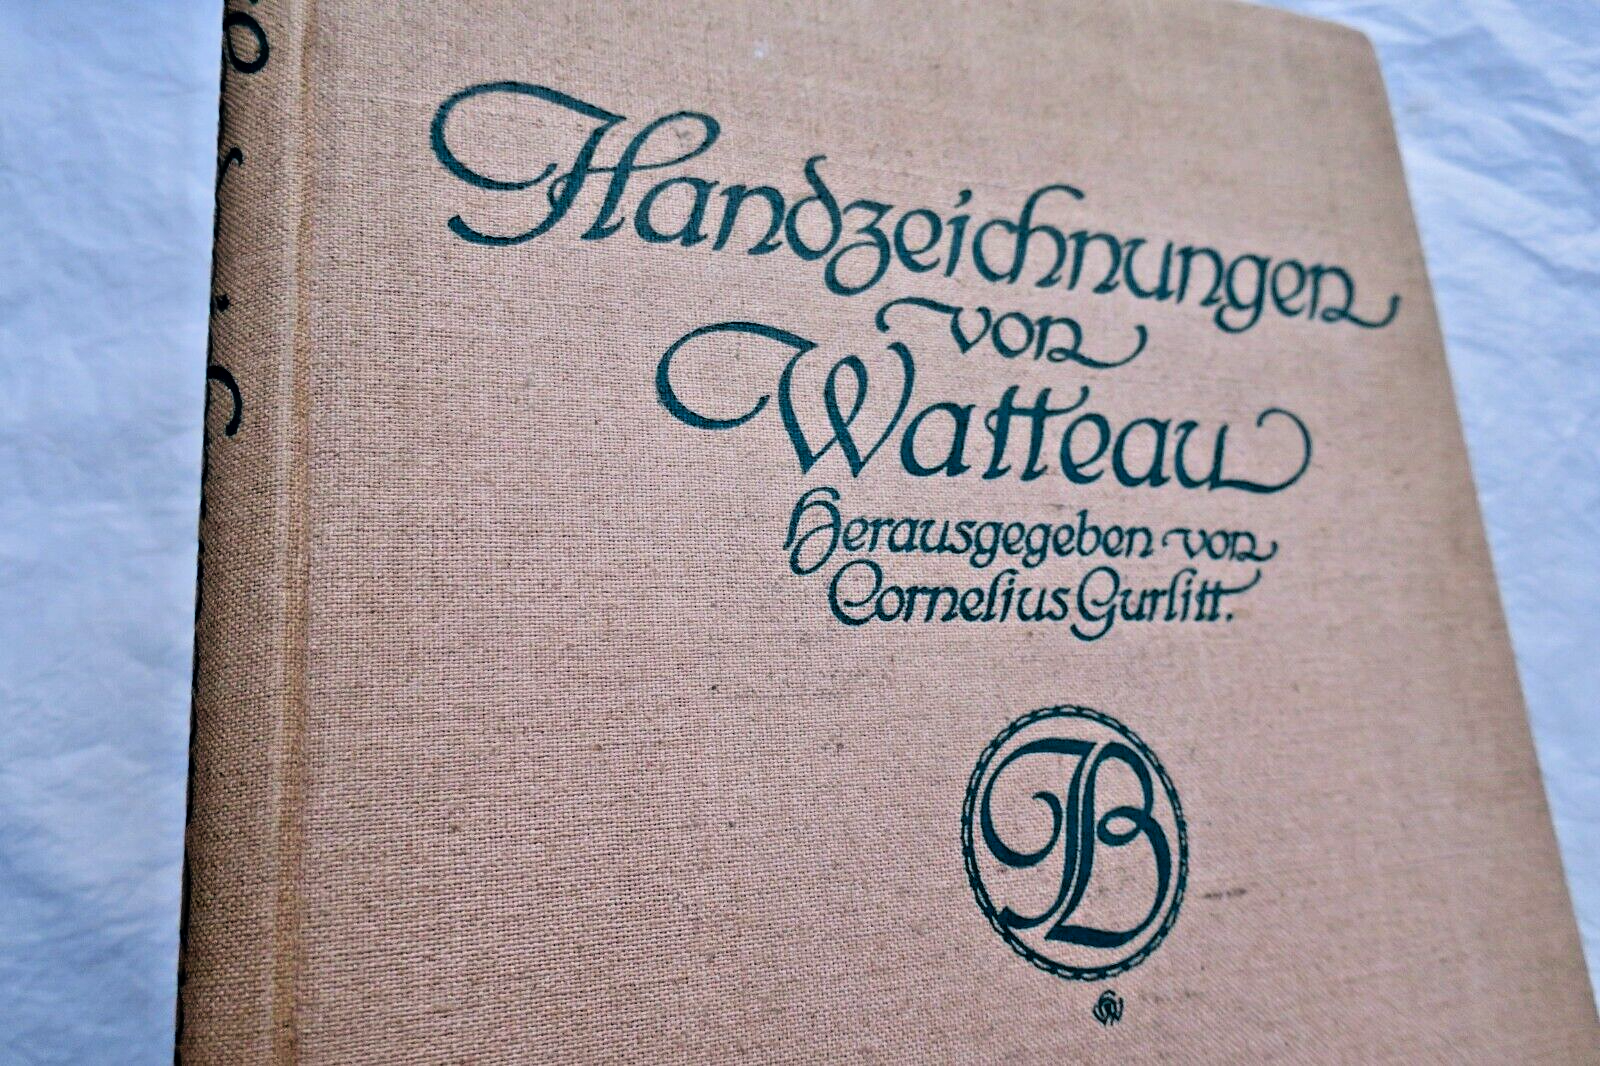 Handzeichnungen
von
Watteau
Herausgegeben von
Cornelius Gurlitt.
B